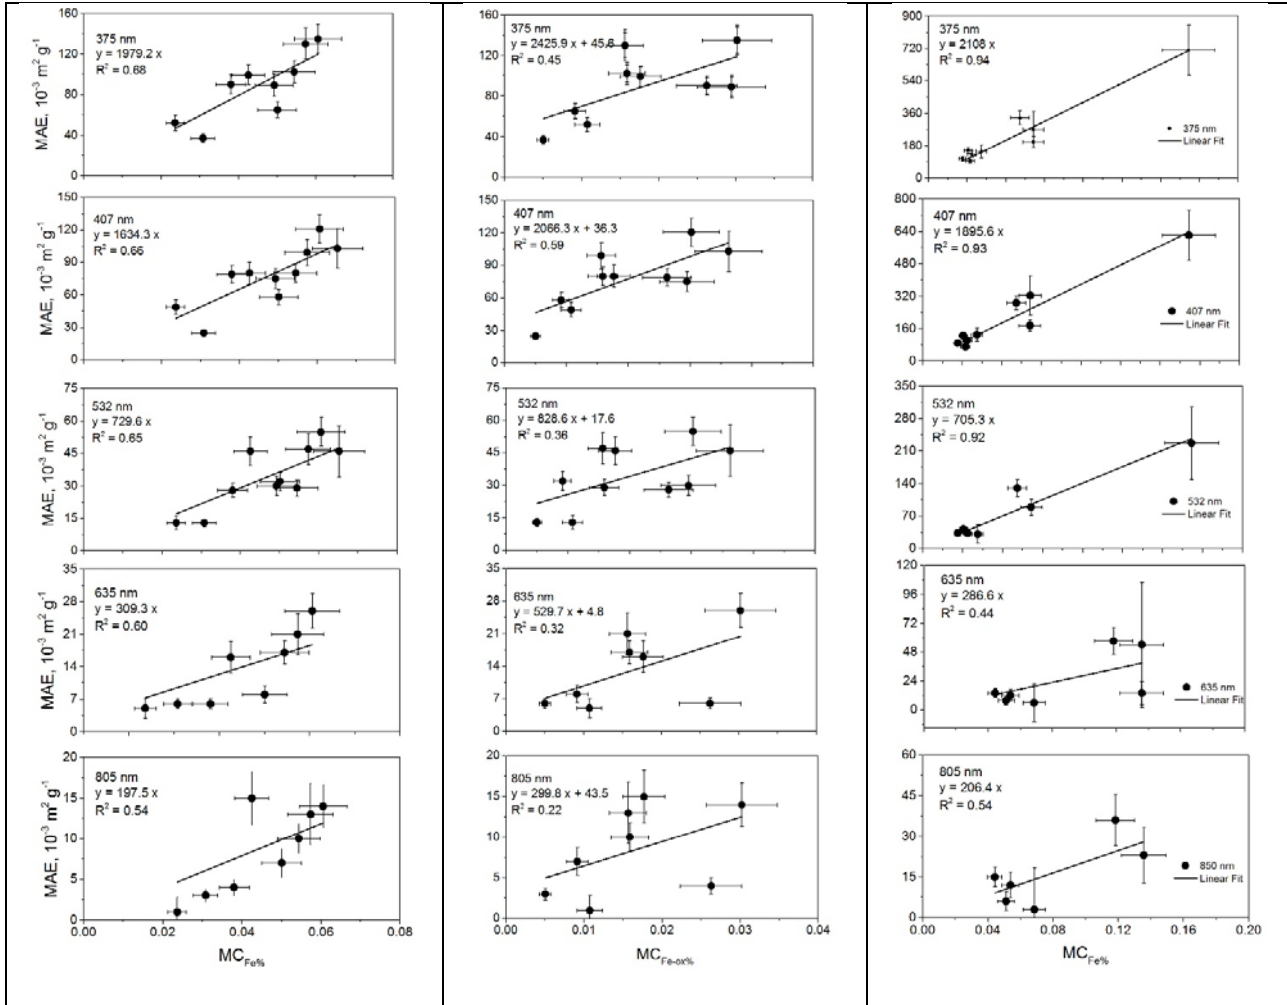 160
120
80
40
0
MAE, 10⁻³ m² g⁻¹
375 nm
y = 1979.2 x
R² = 0.68
150
120
90
60
30
0
MAE, 10⁻³ m² g⁻¹
407 nm
y = 1634.3 x
R² = 0.66
75
60
45
30
15
0
MAE, 10⁻³ m² g⁻¹
532 nm
y = 729.6 x
R² = 0.65
35
28
21
14
7
0
MAE, 10⁻³ m² g⁻¹
635 nm
y = 309.3 x
R² = 0.60
20
15
10
5
0
MAE, 10⁻³ m² g⁻¹
805 nm
y = 197.5 x
R² = 0.54
0.00 0.02 0.04 0.06 0.08
MC Fe%
160
120
80
40
0
375 nm
y = 2425.9 x + 45.6
R² = 0.45
150
120
90
60
30
0
407 nm
y = 2066.3 x + 36.3
R² = 0.59
75
60
45
30
15
0
532 nm
y = 828.6 x + 17.6
R² = 0.36
35
28
21
14
7
0
635 nm
y = 529.7 x + 4.8
R² = 0.32
20
15
10
5
0
805 nm
y = 299.8 x + 43.5
R² = 0.22
0.00 0.01 0.02 0.03 0.04
MC Fe-ox%
900
720
540
360
180
0
375 nm
y = 2108 x
R² = 0.94
375 nm
Linear Fit
800
640
480
320
160
0
407 nm
y = 1895.6 x
R² = 0.93
407 nm
Linear Fit
350
280
210
140
70
0
532 nm
y = 705.3 x
R² = 0.92
532 nm
Linear Fit
120
96
72
48
24
0
635 nm
y = 286.6 x
R² = 0.44
635 nm
Linear Fit
60
45
30
15
0
805 nm
y = 206.4 x
R² = 0.54
850 nm
Linear Fit
0.00 0.04 0.08 0.12 0.16 0.20
MC Fe%